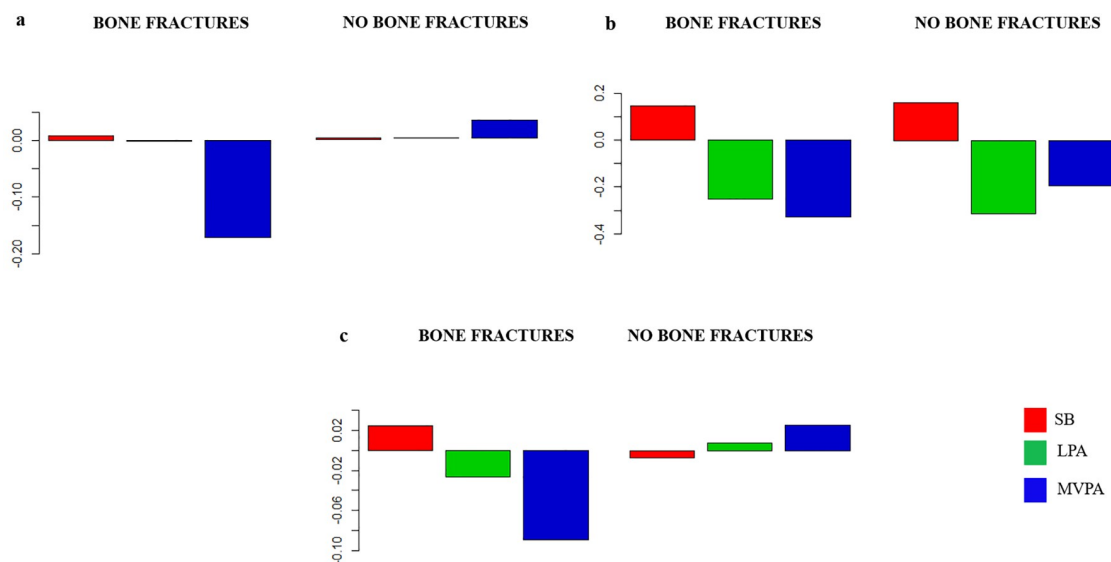 a BONE FRACTURES NO BONE FRACTURES
0.00
-0.10
-0.20
b BONE FRACTURES NO BONE FRACTURES
0.2
0.0
-0.2
-0.4
c BONE FRACTURES NO BONE FRACTURES
0.02
-0.02
-0.06
-0.10
SB
LPA
MVPA